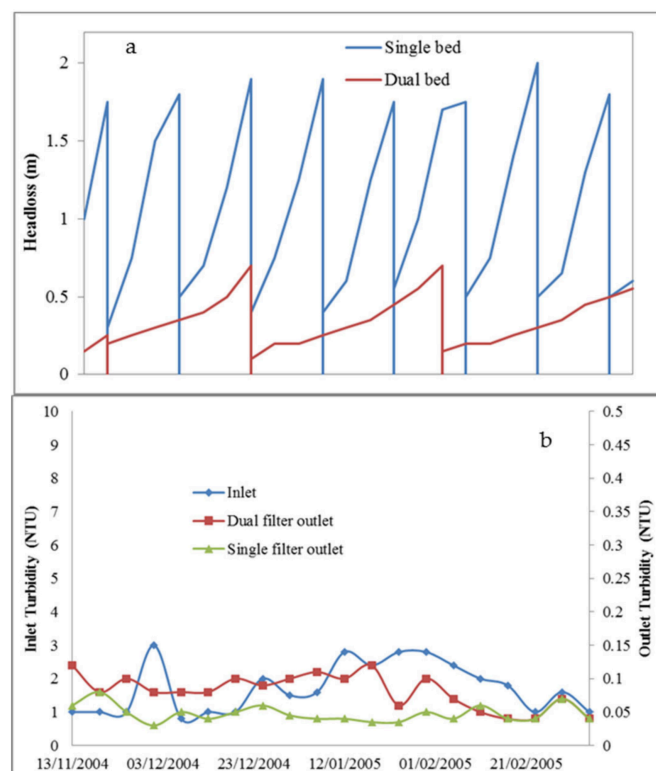 a
Single bed
Dual bed
2
1.5
1
0.5
0
Headloss (m)
b
10
9
8
7
6
5
4
3
2
1
0
Inlet Turbidity (NTU)
Inlet
Dual filter outlet
Single filter outlet
0.5
0.45
0.4
0.35
0.3
0.25
0.2
0.15
0.1
0.05
0
Outlet Turbidity (NTU)
13/11/2004 03/12/2004 23/12/2004 12/01/2005 01/02/2005 21/02/2005